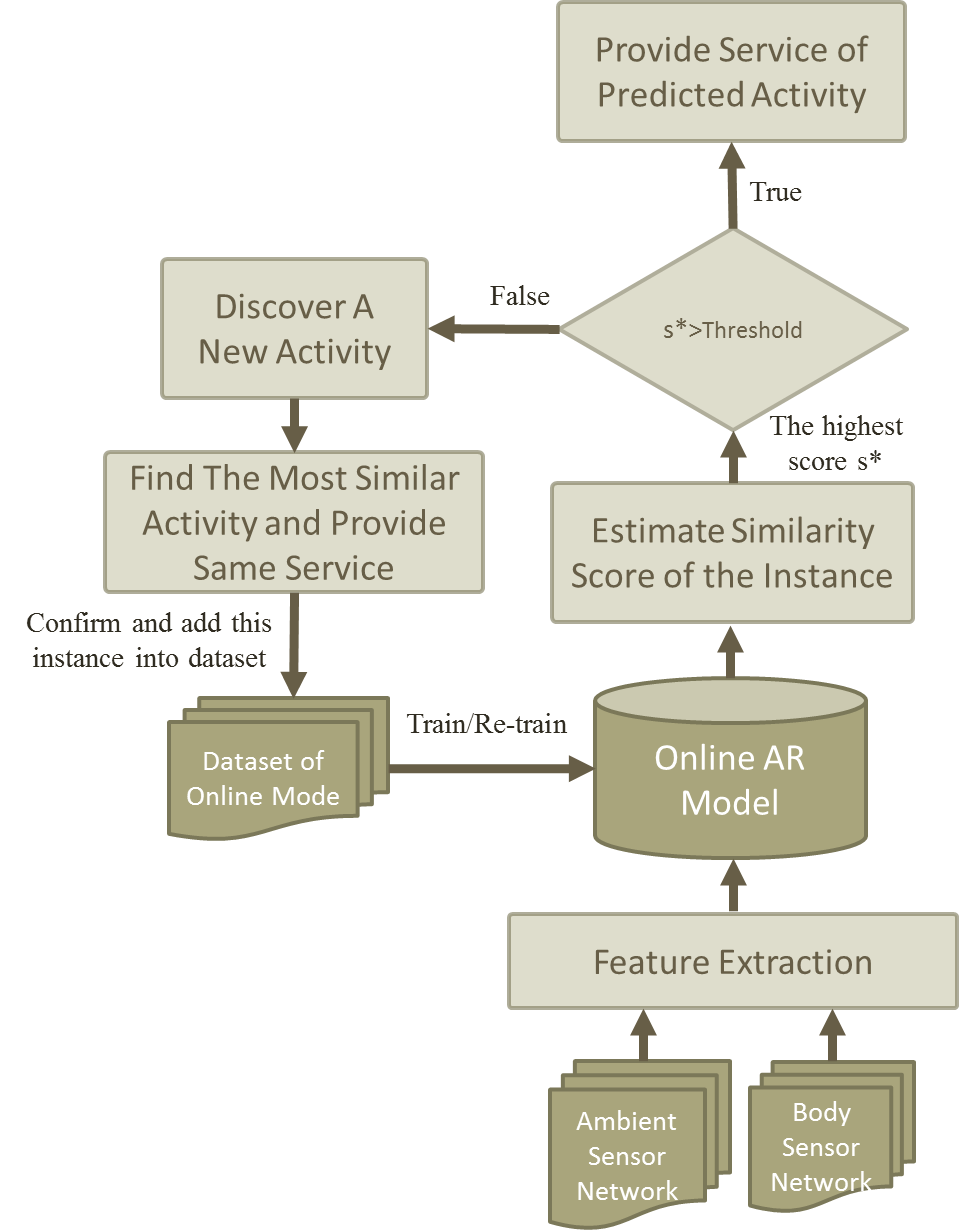 Provide Service of
Predicted Activity
True
False
s*>Threshold
Discover A
New Activity
The highest
score s*
Find The Most Similar
Activity and Provide
Same Service
Estimate Similarity
Score of the Instance
Confirm and add this
instance into dataset
Train/Re-train
Dataset of
Online Mode
Online AR
Model
Feature Extraction
Ambient
Sensor
Network
Body
Sensor
Network